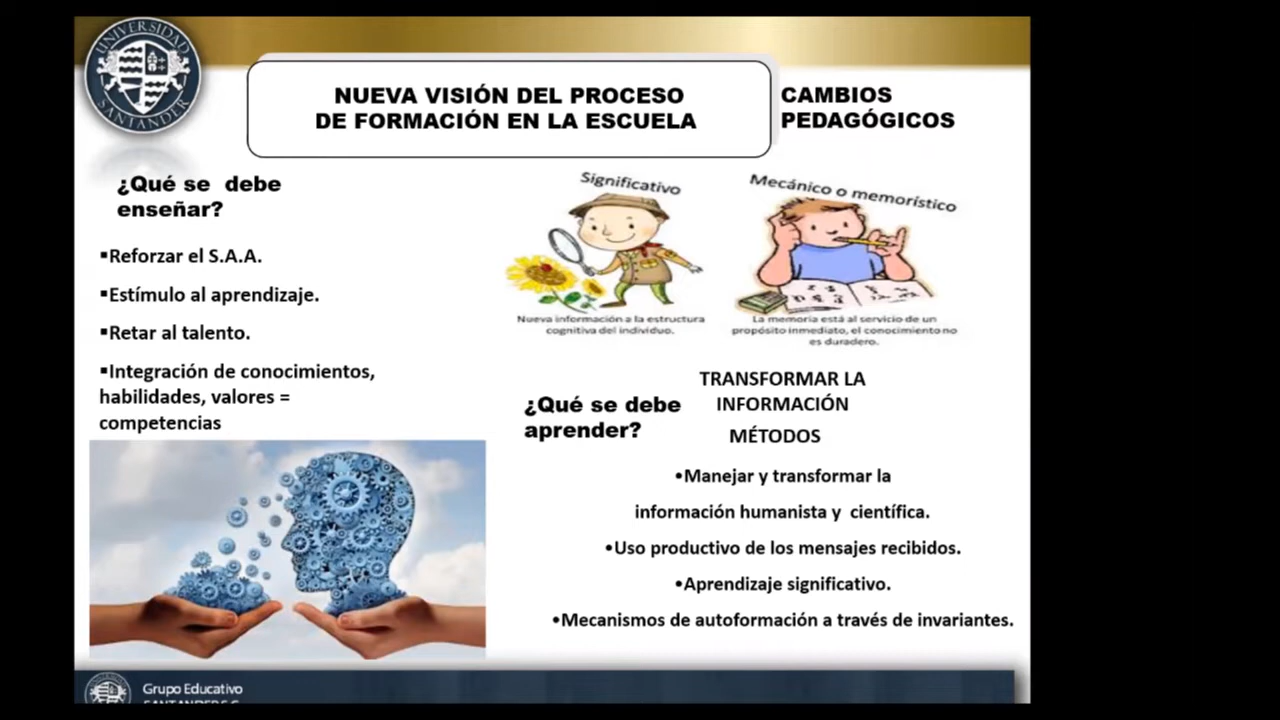 UNIVERSIDAD
SANTANDER
NUEVA VISIÓN DEL PROCESO
DE FORMACIÓN EN LA ESCUELA
CAMBIOS
PEDAGÓGICOS
¿Qué se debe
enseñar?
▪Reforzar el S.A.A.
▪Estímulo al aprendizaje.
▪Retar al talento.
▪Integración de conocimientos,
habilidades, valores =
competencias
Significativo
Nueva información a la estructura
cognitiva del individuo.
Mecánico o memorístico
La memoria está al servicio de un
propósito inmediato, el conocimiento no
es duradero.
¿Qué se debe
aprender?
TRANSFORMAR LA
INFORMACIÓN
MÉTODOS
•Manejar y transformar la
información humanista y científica.
•Uso productivo de los mensajes recibidos.
•Aprendizaje significativo.
•Mecanismos de autoformación a través de invariantes.
Grupo Educativo
SANTANDER S.C.